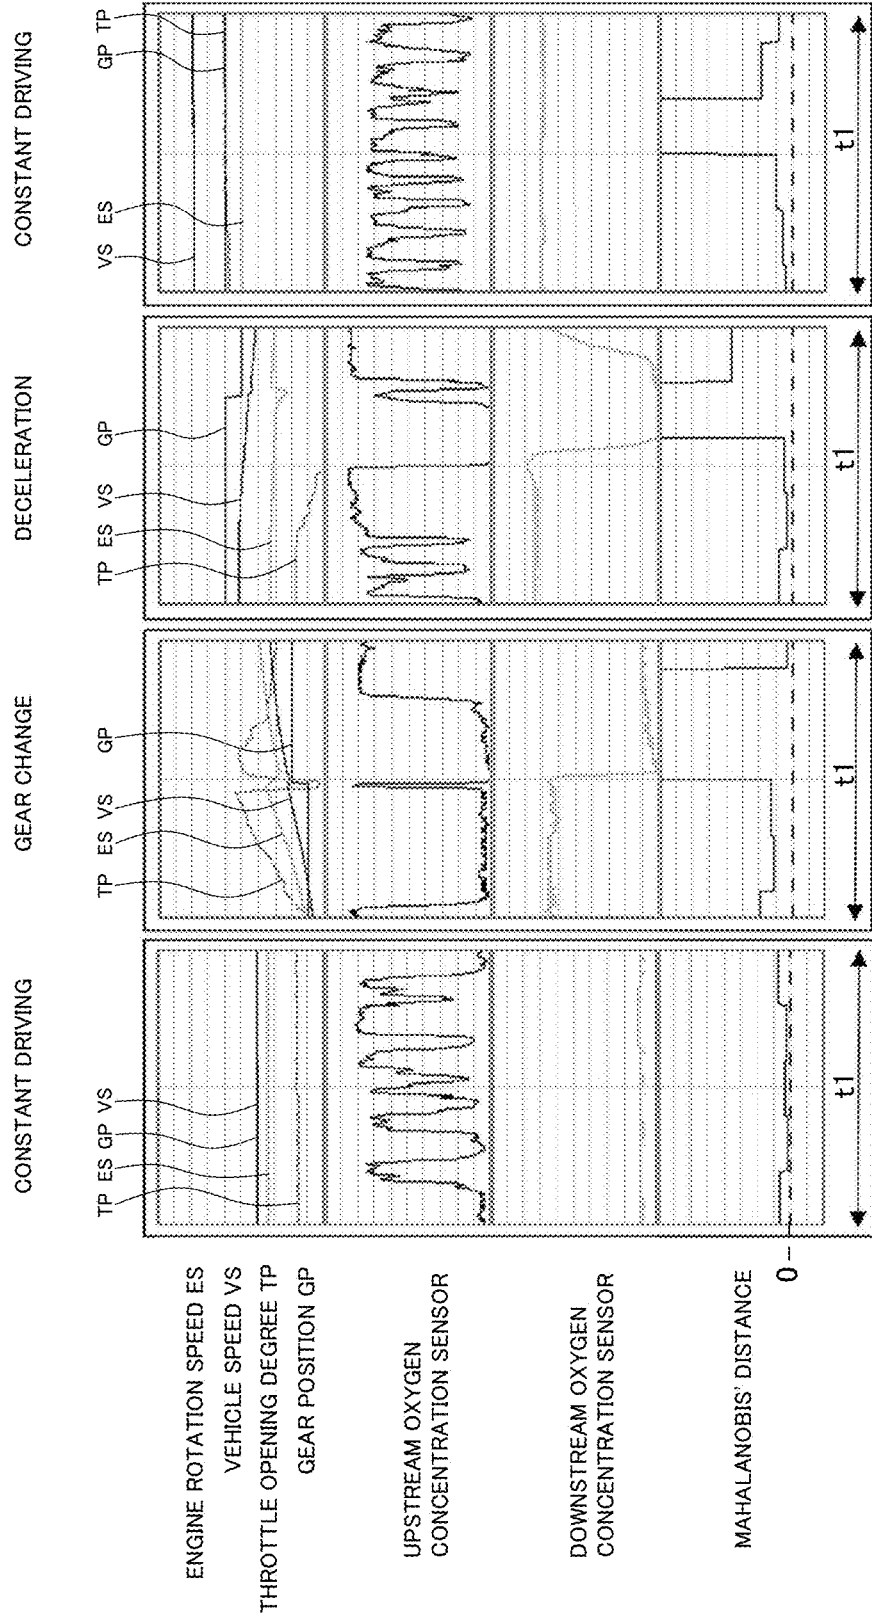 CONSTANT DRIVING
GEAR CHANGE
DECELERATION
CONSTANT DRIVING
TP ES GP VS
TP ES VS GP
TP ES VS GP
VS ES GP TP
ENGINE ROTATION SPEED ES
VEHICLE SPEED VS
THROTTLE OPENING DEGREE TP
GEAR POSITION GP
UPSTREAM OXYGEN
CONCENTRATION SENSOR
DOWNSTREAM OXYGEN
CONCENTRATION SENSOR
MAHALANOBIS' DISTANCE
0
t1
t1
t1
t1